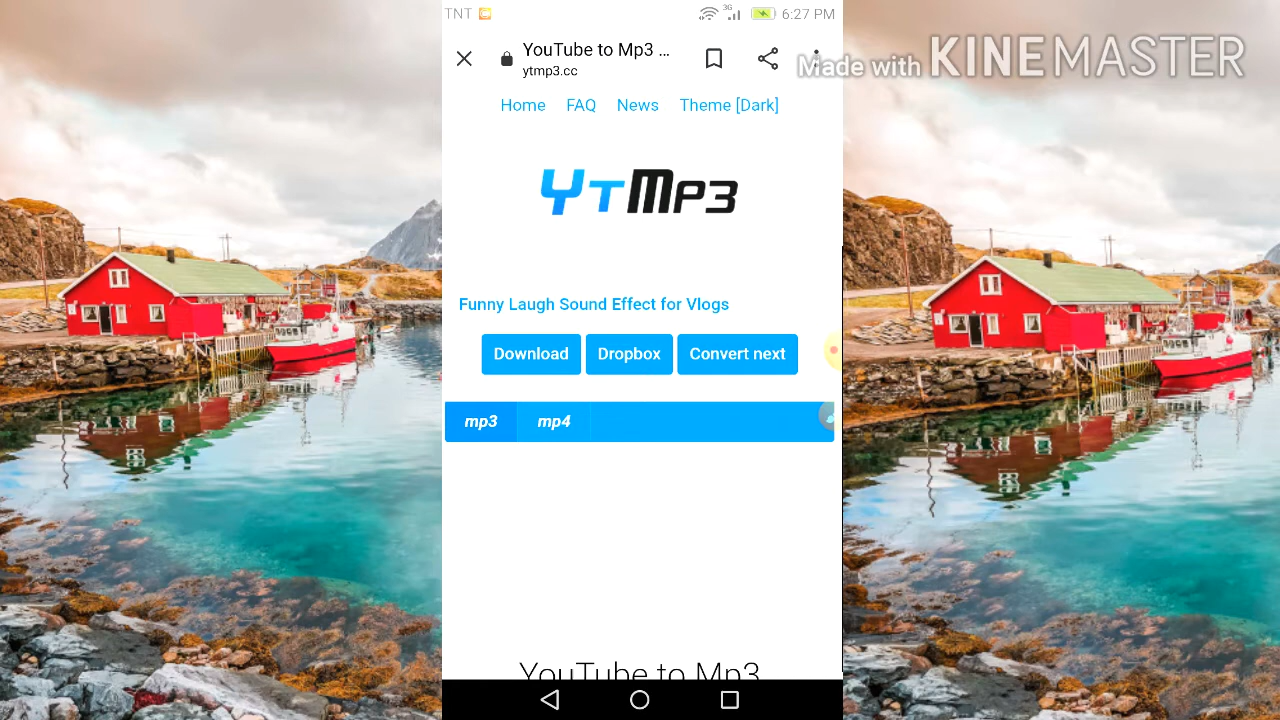 TNT 3G 6:27 PM
YouTube to Mp3 ...
ytmp3.cc
Made with KINEMASTER
Home FAQ News Theme [Dark]
YTMP3
Funny Laugh Sound Effect for Vlogs
Download Dropbox Convert next
mp3 mp4
YouTube to Mp3